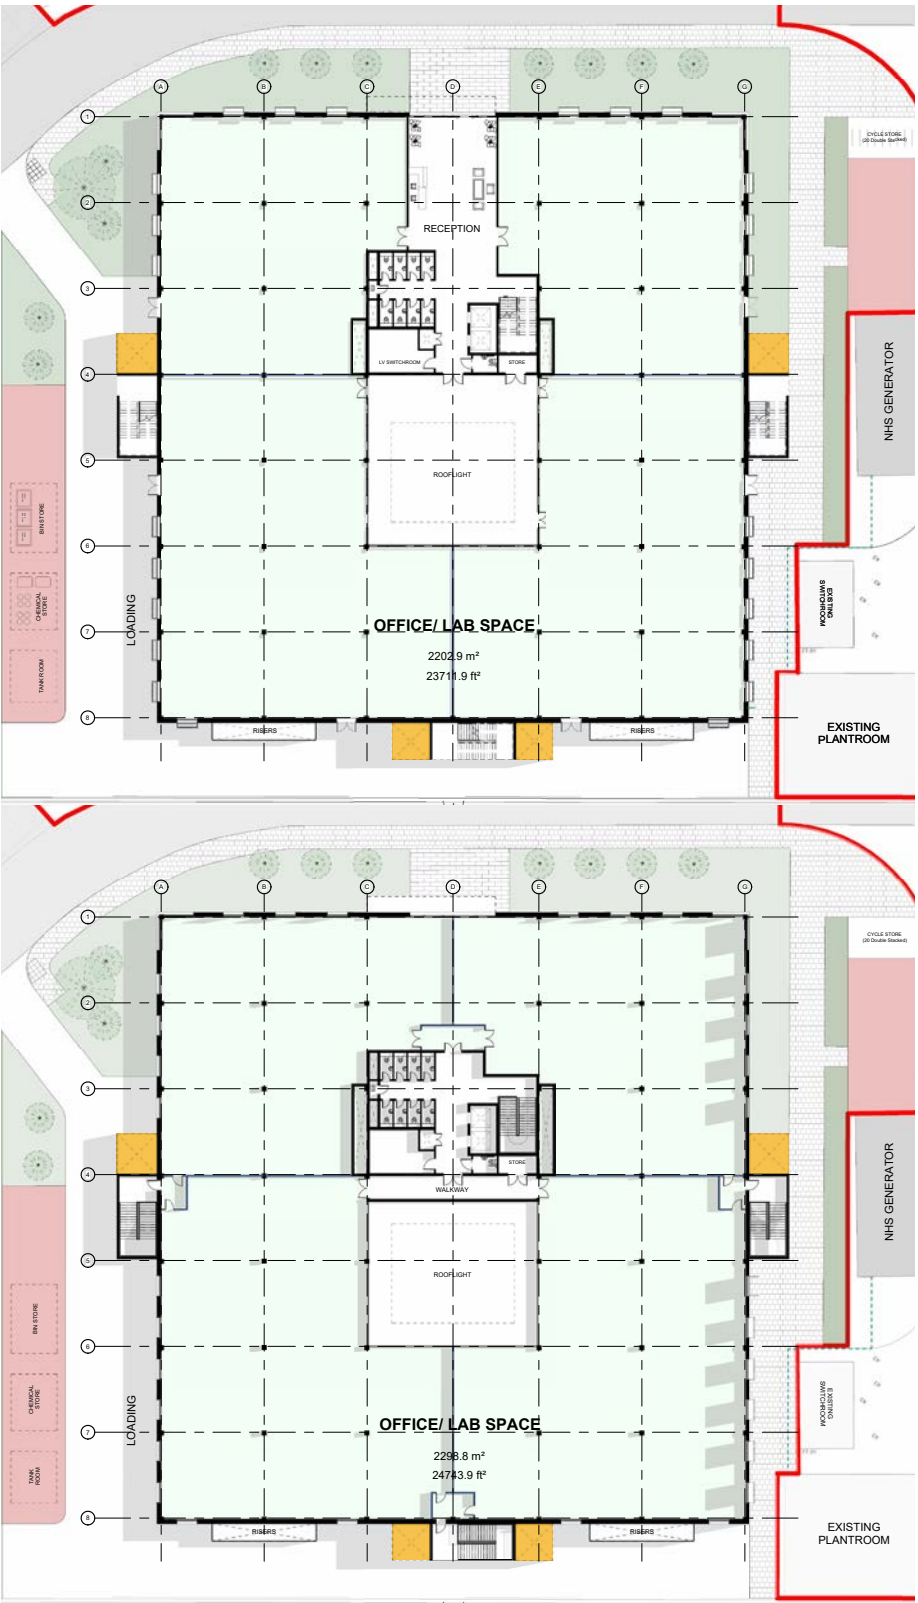 A
B
C
D
E
F
G
1
CYCLE STORE
(20 Double Stacked)
2
RECEPTION
3
NHS GENERATOR
LV SWITCHROOM
STORE
4
5
ROOFLIGHT
BIN STORE
6
CHEMICAL
STORE
EXISTING
SWITCHROOM
LOADING
OFFICE/ LAB SPACE
7
2202.9 m²
23711.9 ft²
TANK ROOM
8
RISERS
RISERS
EXISTING
PLANTROOM
A
B
C
D
E
F
G
1
CYCLE STORE
(20 Double Stacked)
2
3
NHS GENERATOR
STORE
4
WALKWAY
5
ROOFLIGHT
BIN STORE
6
CHEMICAL
STORE
EXISTING
SWITCHROOM
LOADING
OFFICE/ LAB SPACE
7
2298.8 m²
24743.9 ft²
TANK
ROOM
8
RISERS
RISERS
EXISTING
PLANTROOM